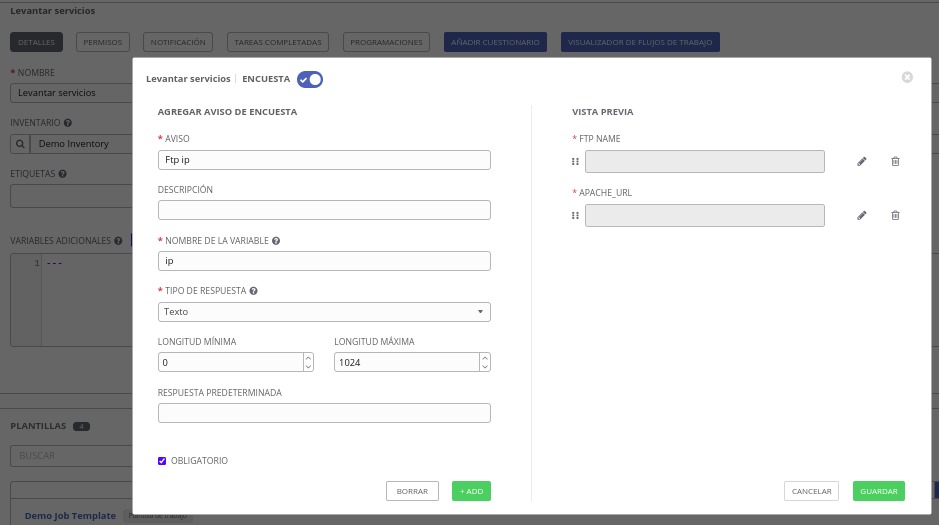 Levantar servicios
DETALLES PERMISOS NOTIFICACIÓN TAREAS COMPLETADAS PROGRAMACIONES AÑADIR CUESTIONARIO VISUALIZADOR DE FLUJOS DE TRABAJO
* NOMBRE
Levantar servicios
INVENTARIO ?
Demo Inventory
ETIQUETAS ?
VARIABLES ADICIONALES ?
1 ---
PLANTILLAS 4
BUSCAR
Demo Job Template Plantilla de trabajo
Levantar servicios | ENCUESTA
AGREGAR AVISO DE ENCUESTA
* AVISO
Ftp ip
DESCRIPCIÓN
* NOMBRE DE LA VARIABLE ?
ip
* TIPO DE RESPUESTA ?
Texto
LONGITUD MÍNIMA LONGITUD MÁXIMA
0 1024
RESPUESTA PREDETERMINADA
OBLIGATORIO
BORRAR + ADD
VISTA PREVIA
* FTP NAME
* APACHE_URL
CANCELAR GUARDAR